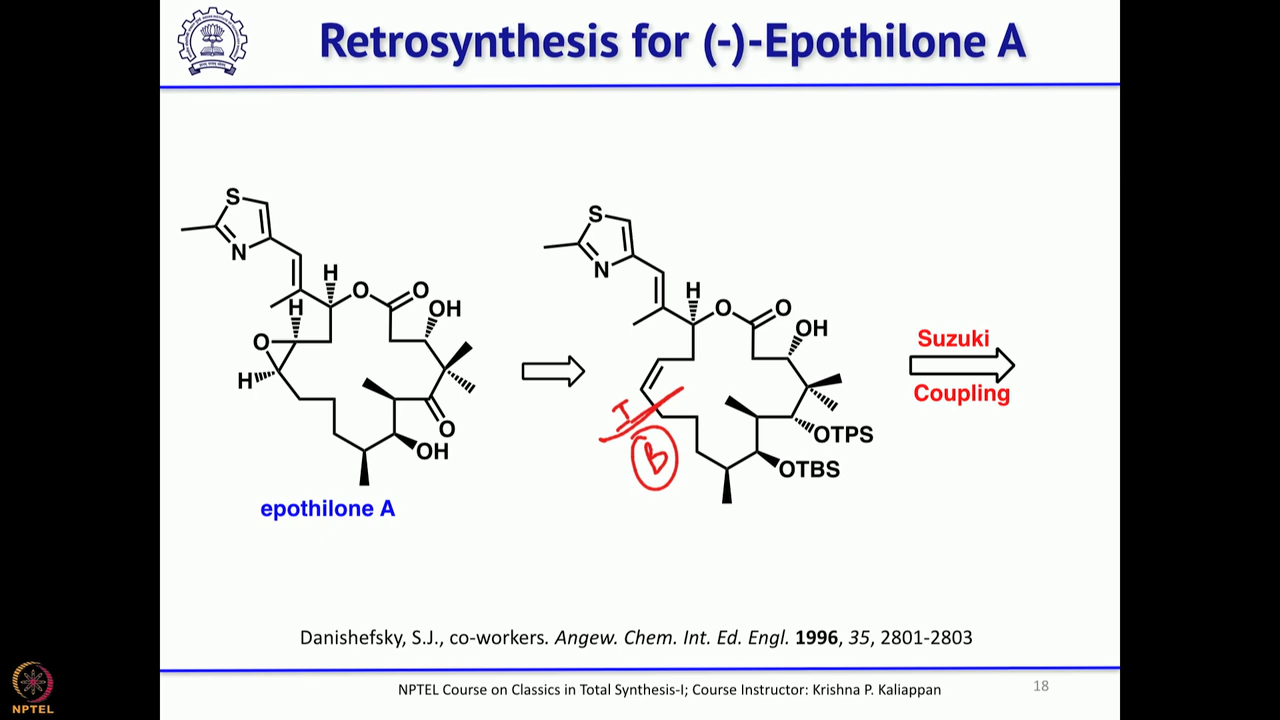 Retrosynthesis for (-)-Epothilone A
S
N
H
O
O
H
OH
O
H
O
OH
epothilone A
S
N
H
O
O
OH
OTPS
OTBS
I
B
Suzuki
Coupling
Danishefsky, S.J., co-workers. Angew. Chem. Int. Ed. Engl. 1996, 35, 2801-2803
NPTEL Course on Classics in Total Synthesis-I; Course Instructor: Krishna P. Kaliappan
18
NPTEL